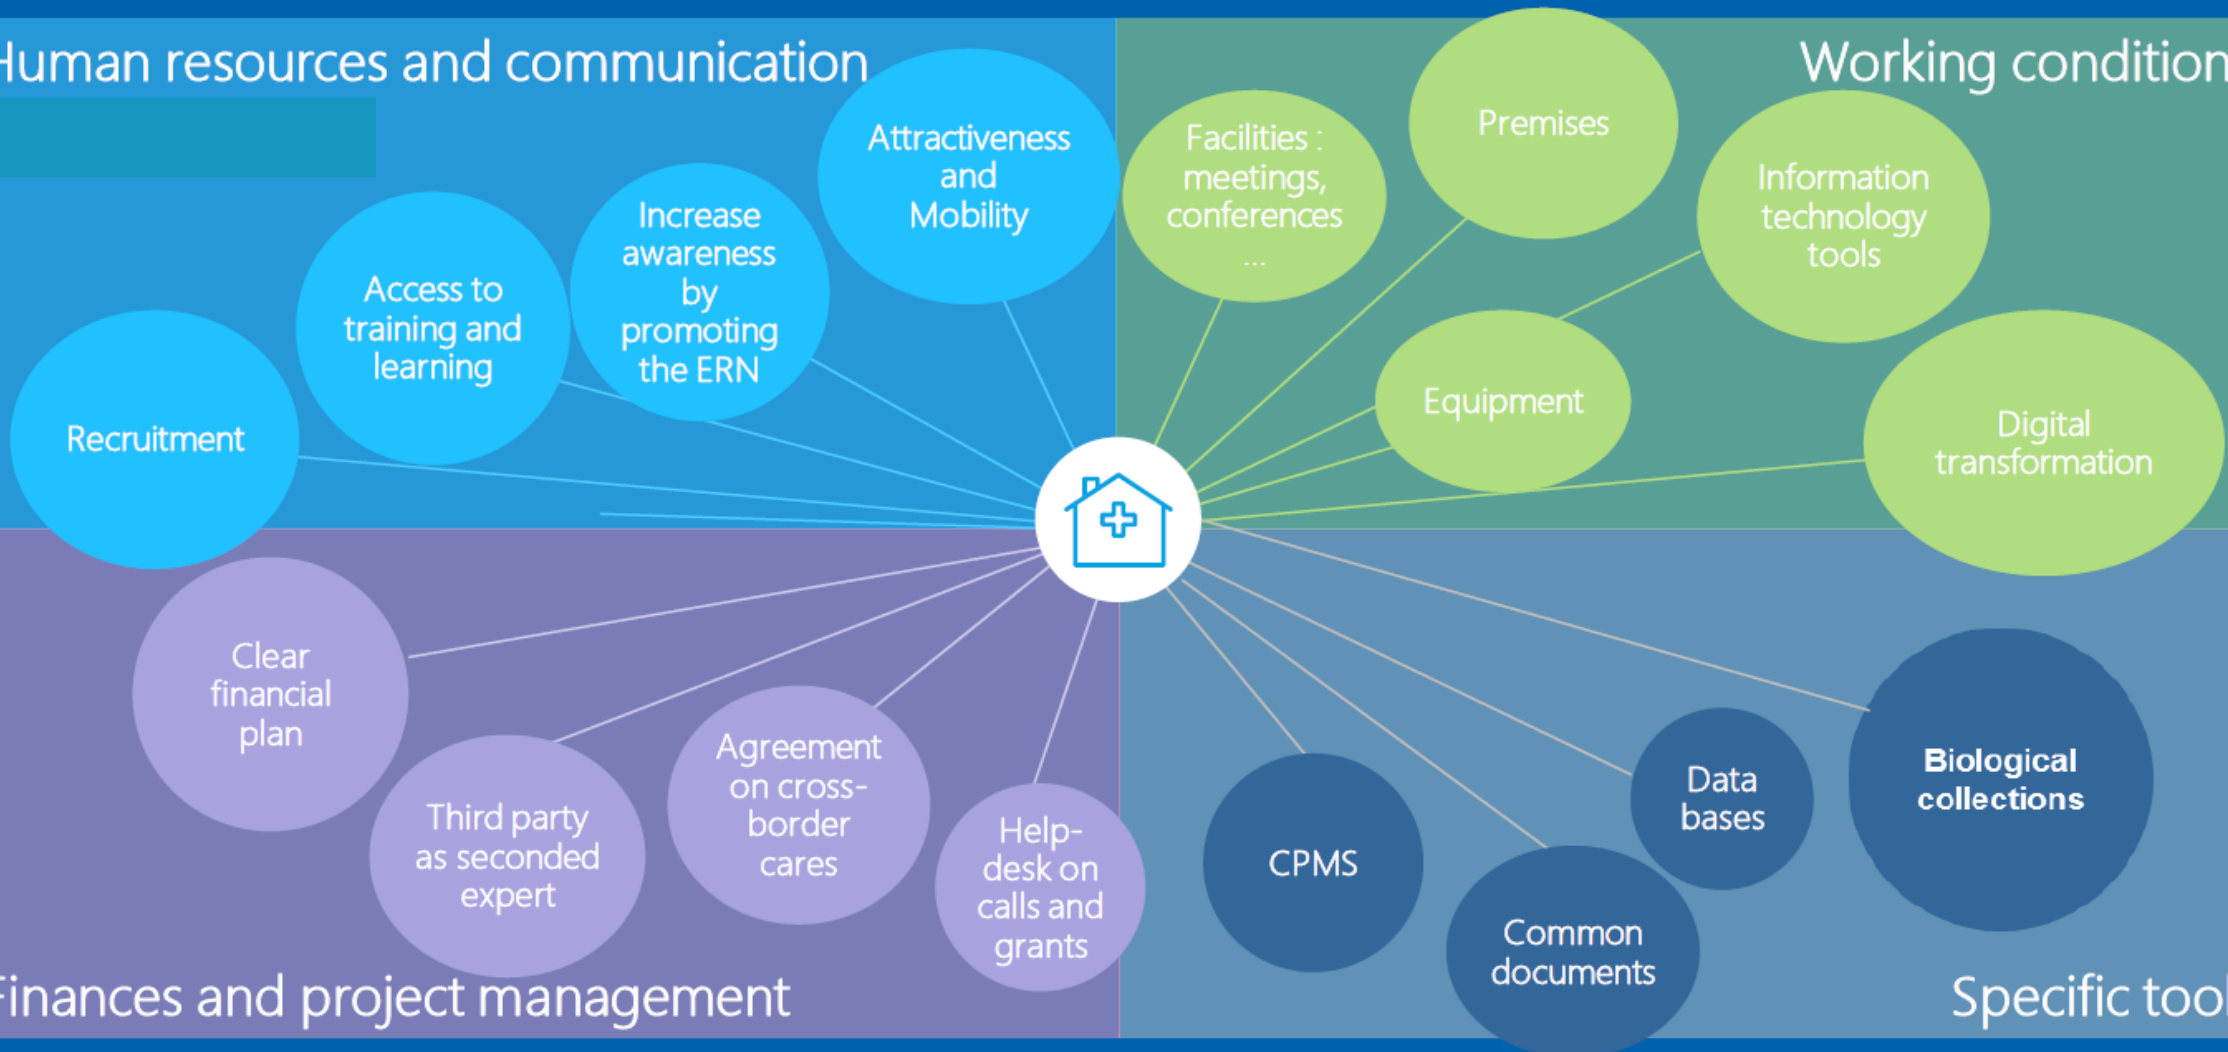 Human resources and communication
Working condition
Attractiveness
and
Mobility
Increase
awareness
by
promoting
the ERN
Access to
training and
learning
Recruitment
Facilities :
meetings,
conferences
...
Premises
Information
technology
tools
Equipment
Digital
transformation
Clear
financial
plan
Third party
as seconded
expert
Agreement
on cross-
border
cares
Help-
desk on
calls and
grants
CPMS
Common
documents
Data
bases
Biological
collections
Finances and project management
Specific tool